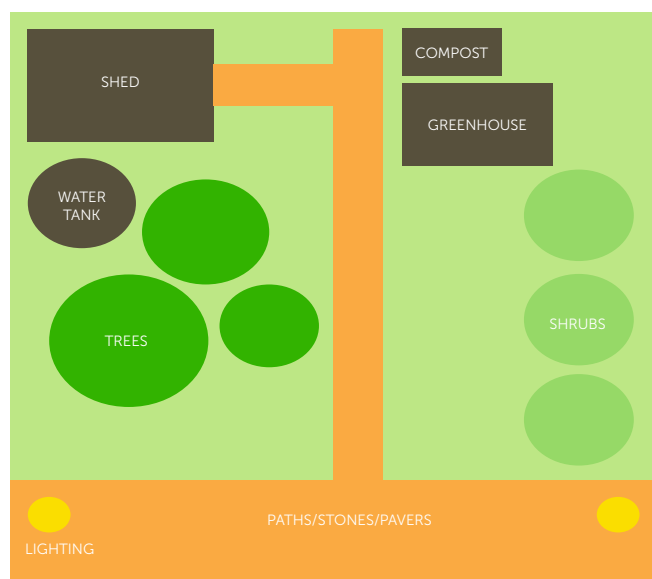 SHED
COMPOST
GREENHOUSE
WATER
TANK
TREES
SHRUBS
PATHS/STONES/PAVERS
LIGHTING